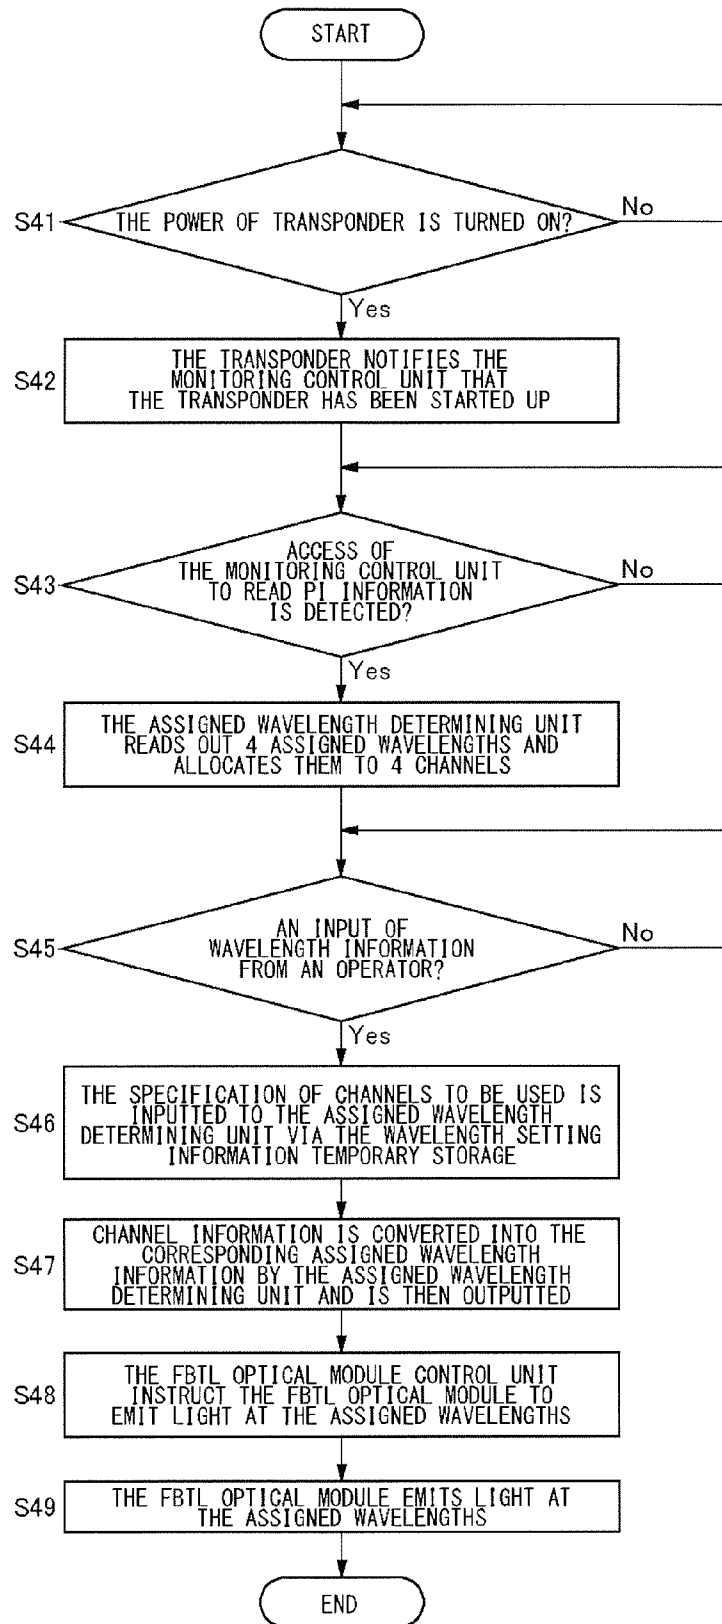 START
S41
THE POWER OF TRANSPONDER IS TURNED ON?
No
Yes
S42
THE TRANSPONDER NOTIFIES THE
MONITORING CONTROL UNIT THAT
THE TRANSPONDER HAS BEEN STARTED UP
S43
ACCESS OF
THE MONITORING CONTROL UNIT
TO READ PI INFORMATION
IS DETECTED?
No
Yes
S44
THE ASSIGNED WAVELENGTH DETERMINING UNIT
READS OUT 4 ASSIGNED WAVELENGTHS AND
ALLOCATES THEM TO 4 CHANNELS
S45
AN INPUT OF
WAVELENGTH INFORMATION
FROM AN OPERATOR?
No
Yes
S46
THE SPECIFICATION OF CHANNELS TO BE USED IS
INPUTTED TO THE ASSIGNED WAVELENGTH
DETERMINING UNIT VIA THE WAVELENGTH SETTING
INFORMATION TEMPORARY STORAGE
S47
CHANNEL INFORMATION IS CONVERTED INTO THE
CORRESPONDING ASSIGNED WAVELENGTH
INFORMATION BY THE ASSIGNED WAVELENGTH
DETERMINING UNIT AND IS THEN OUTPUTTED
S48
THE FBTL OPTICAL MODULE CONTROL UNIT
INSTRUCT THE FBTL OPTICAL MODULE TO
EMIT LIGHT AT THE ASSIGNED WAVELENGTHS
S49
THE FBTL OPTICAL MODULE EMITS LIGHT AT
THE ASSIGNED WAVELENGTHS
END